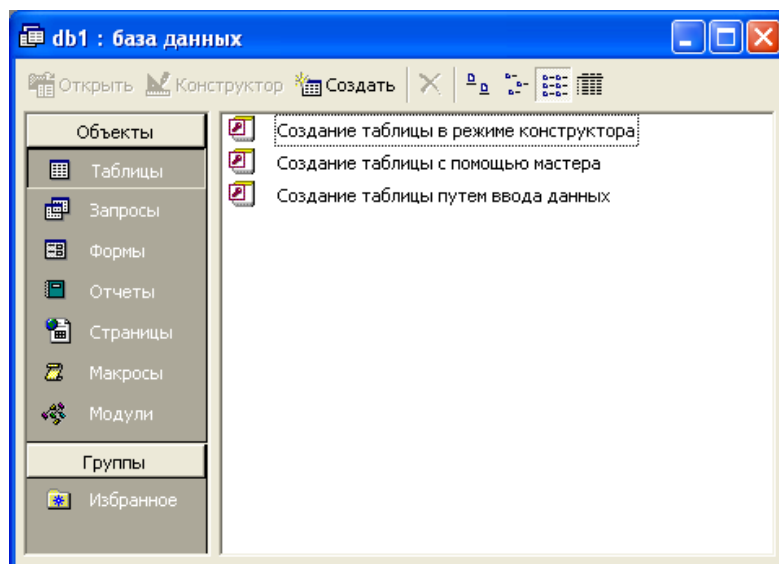 db1 : база данных
Открыть Конструктор Создать
Объекты
Таблицы
Запросы
Формы
Отчеты
Страницы
Макросы
Модули
Группы
Избранное
Создание таблицы в режиме конструктора
Создание таблицы с помощью мастера
Создание таблицы путем ввода данных